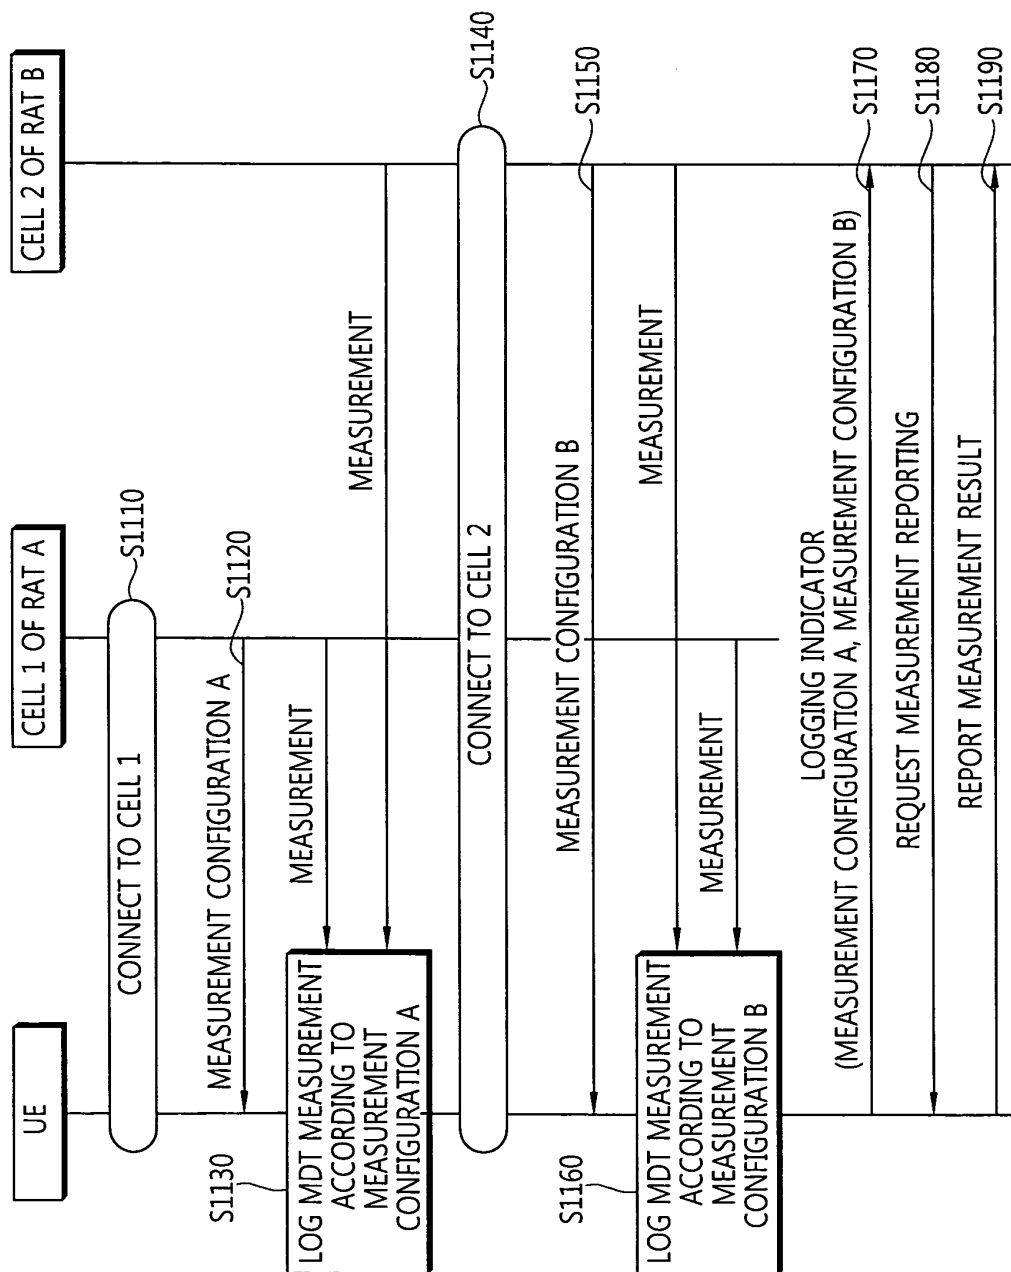 UE
CELL 1 OF RAT A
CELL 2 OF RAT B
CONNECT TO CELL 1
S1110
MEASUREMENT CONFIGURATION A
S1120
S1130
LOG MDT MEASUREMENT
ACCORDING TO
MEASUREMENT
CONFIGURATION A
MEASUREMENT
MEASUREMENT
CONNECT TO CELL 2
S1140
MEASUREMENT CONFIGURATION B
S1150
S1160
LOG MDT MEASUREMENT
ACCORDING TO
MEASUREMENT
CONFIGURATION B
MEASUREMENT
MEASUREMENT
LOGGING INDICATOR
(MEASUREMENT CONFIGURATION A, MEASUREMENT CONFIGURATION B)
S1170
REQUEST MEASUREMENT REPORTING
S1180
REPORT MEASUREMENT RESULT
S1190